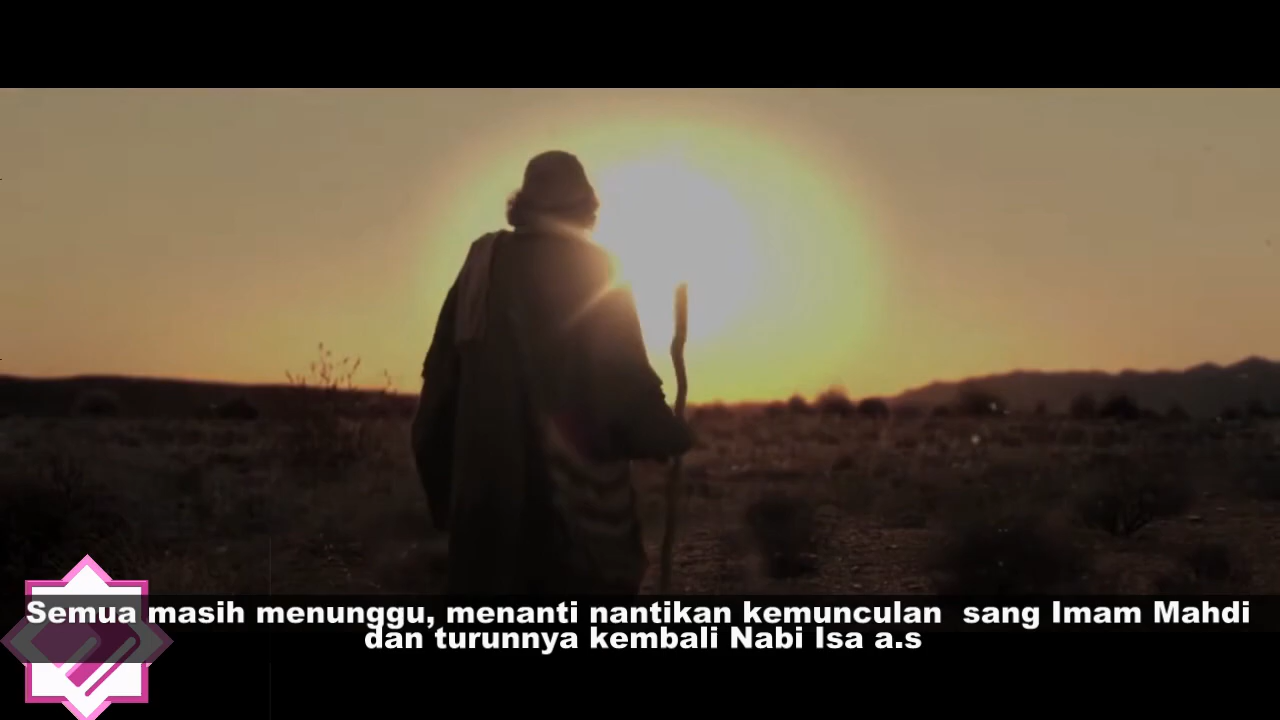 Semua masih menunggu, menanti nantikan kemunculan  sang Imam Mahdi
dan turunnya kembali Nabi Isa a.s